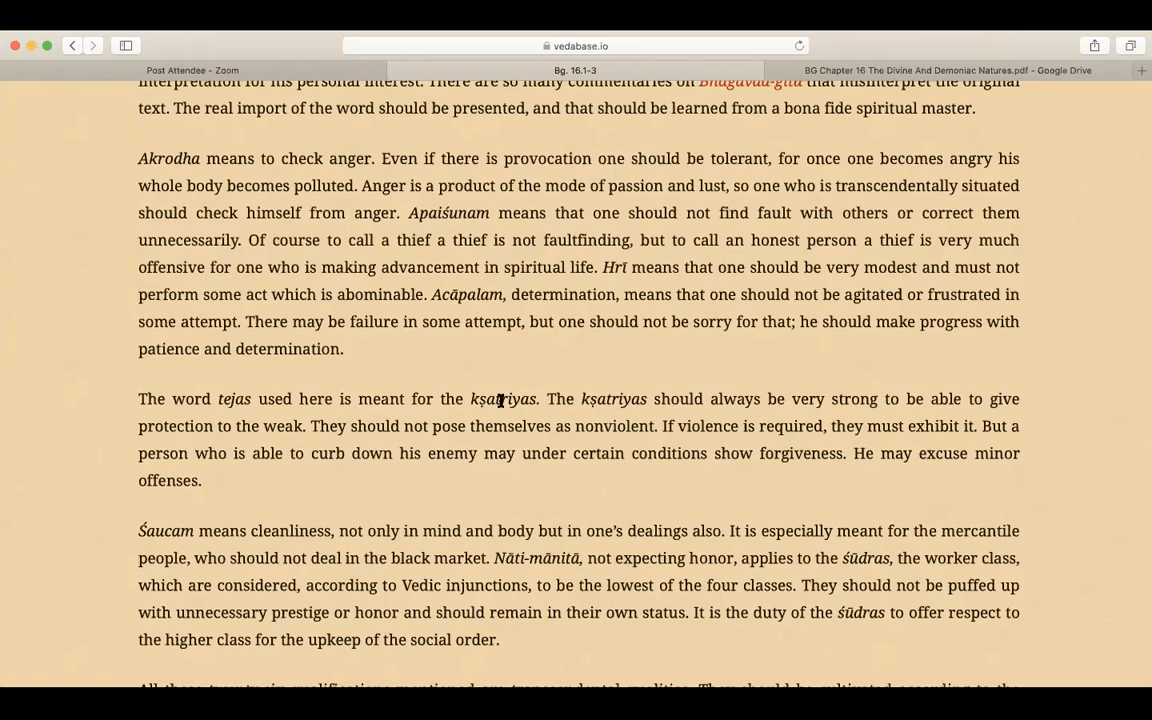 vedabase.io
Post Attendee – Zoom
Bg. 16.1-3
BG Chapter 16 The Divine And Demoniac Natures.pdf - Google Drive
interpretation for his personal interest. There are so many commentaries on Bhagavad-gītā that misinterpret the original
text. The real import of the word should be presented, and that should be learned from a bona fide spiritual master.
Akrodha means to check anger. Even if there is provocation one should be tolerant, for once one becomes angry his
whole body becomes polluted. Anger is a product of the mode of passion and lust, so one who is transcendentally situated
should check himself from anger. Apaiśunam means that one should not find fault with others or correct them
unnecessarily. Of course to call a thief a thief is not faultfinding, but to call an honest person a thief is very much
offensive for one who is making advancement in spiritual life. Hrī means that one should be very modest and must not
perform some act which is abominable. Acāpalam, determination, means that one should not be agitated or frustrated in
some attempt. There may be failure in some attempt, but one should not be sorry for that; he should make progress with
patience and determination.
The word tejas used here is meant for the kṣatriyas. The kṣatriyas should always be very strong to be able to give
protection to the weak. They should not pose themselves as nonviolent. If violence is required, they must exhibit it. But a
person who is able to curb down his enemy may under certain conditions show forgiveness. He may excuse minor
offenses.
Śaucam means cleanliness, not only in mind and body but in one's dealings also. It is especially meant for the mercantile
people, who should not deal in the black market. Nāti-mānitā, not expecting honor, applies to the śūdras, the worker class,
which are considered, according to Vedic injunctions, to be the lowest of the four classes. They should not be puffed up
with unnecessary prestige or honor and should remain in their own status. It is the duty of the śūdras to offer respect to
the higher class for the upkeep of the social order.